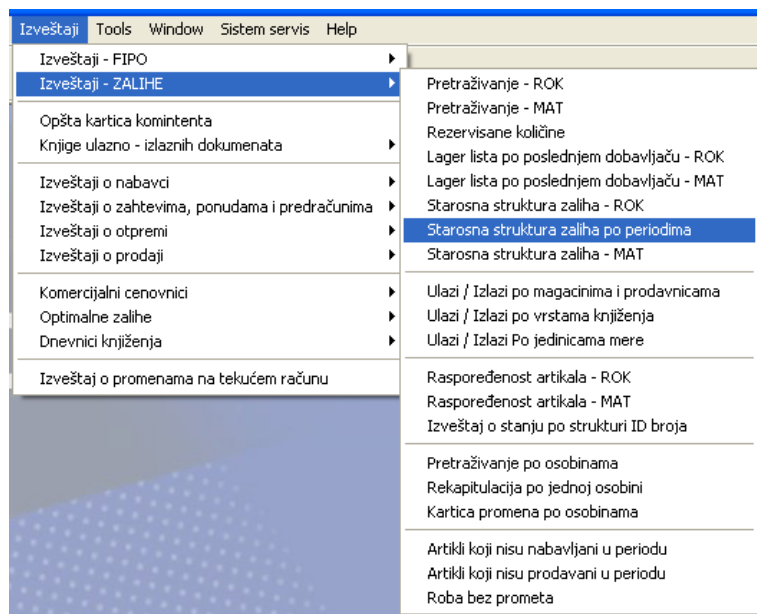 Izveštaji Tools Window Sistem servis Help
Izveštaji - FIPO
Izveštaji - ZALIHE
Opšta kartica komintenta
Knjige ulazno - izlaznih dokumenata
Izveštaji o nabavci
Izveštaji o zahtevima, ponudama i predračunima
Izveštaji o otpremi
Izveštaji o prodaji
Komercijalni cenovnici
Optimalne zalihe
Dnevnici knjiženja
Izveštaj o promenama na tekućem računu
Pretraživanje - ROK
Pretraživanje - MAT
Rezervisane količine
Lager lista po poslednjem dobavljaču - ROK
Lager lista po poslednjem dobavljaču - MAT
Starosna struktura zaliha - ROK
Starosna struktura zaliha po periodima
Starosna struktura zaliha - MAT
Ulazi / Izlazi po magacinima i prodavnicama
Ulazi / Izlazi po vrstama knjiženja
Ulazi / Izlazi Po jedinicama mere
Raspoređenost artikala - ROK
Raspoređenost artikala - MAT
Izveštaj o stanju po strukturi ID broja
Pretraživanje po osobinama
Rekapitulacija po jednoj osobini
Kartica promena po osobinama
Artikli koji nisu nabavljani u periodu
Artikli koji nisu prodavani u periodu
Roba bez prometa